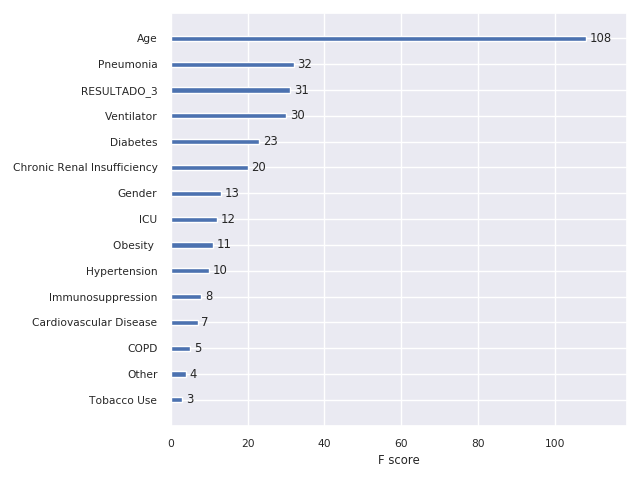 Age 108
Pneumonia 32
RESULTADO_3 31
Ventilator 30
Diabetes 23
Chronic Renal Insufficiency 20
Gender 13
ICU 12
Obesity 11
Hypertension 10
Immunosuppression 8
Cardiovascular Disease 7
COPD 5
Other 4
Tobacco Use 3
0 20 40 60 80 100
F score